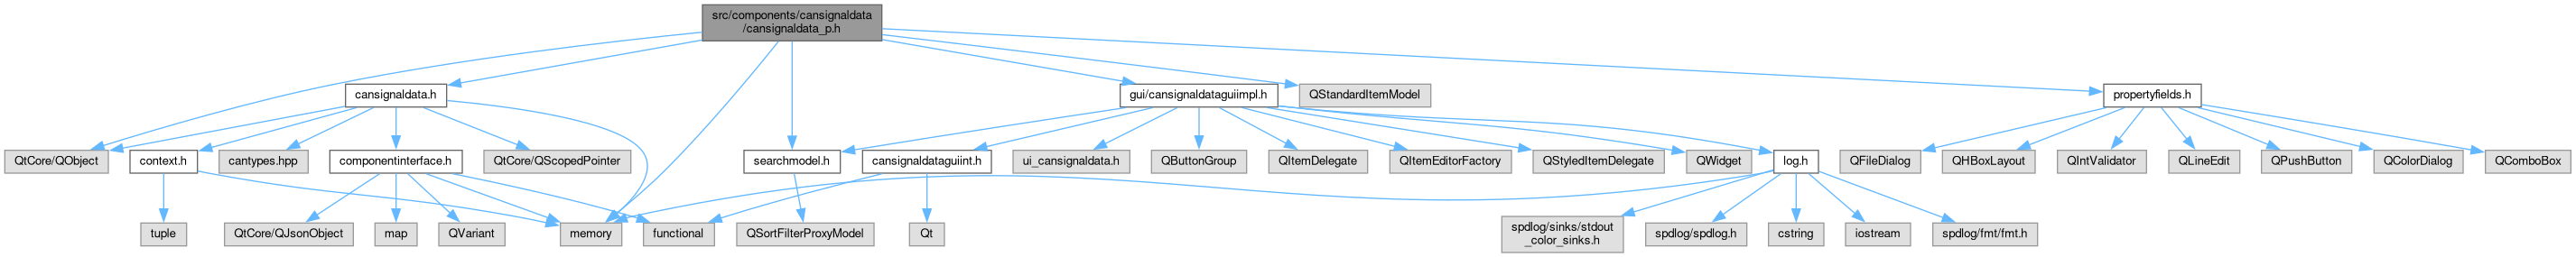 src/components/cansignaldata
/cansignaldata_p.h
cansignaldata.h
gui/cansignaldataguiimpl.h
QStandardItemModel
propertyfields.h
QtCore/QObject
context.h
cantypes.hpp
componentinterface.h
QtCore/QScopedPointer
searchmodel.h
cansignaldataguiint.h
ui_cansignaldata.h
QButtonGroup
QItemDelegate
QItemEditorFactory
QStyledItemDelegate
QWidget
log.h
QFileDialog
QHBoxLayout
QIntValidator
QLineEdit
QPushButton
QColorDialog
QComboBox
tuple
QtCore/QJsonObject
map
QVariant
memory
functional
QSortFilterProxyModel
Qt
spdlog/sinks/stdout
_color_sinks.h
spdlog/spdlog.h
cstring
iostream
spdlog/fmt/fmt.h